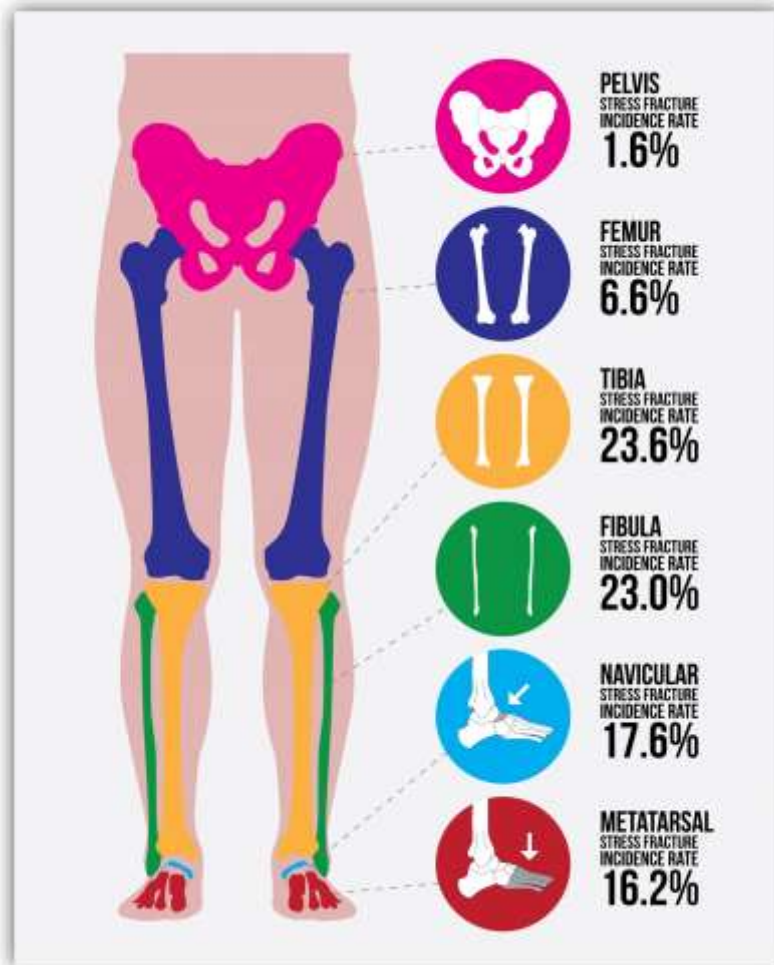 PELVIS
STRESS FRACTURE
INCIDENCE RATE
1.6%
FEMUR
STRESS FRACTURE
INCIDENCE RATE
6.6%
TIBIA
STRESS FRACTURE
INCIDENCE RATE
23.6%
FIBULA
STRESS FRACTURE
INCIDENCE RATE
23.0%
NAVICULAR
STRESS FRACTURE
INCIDENCE RATE
17.6%
METATARSAL
STRESS FRACTURE
INCIDENCE RATE
16.2%